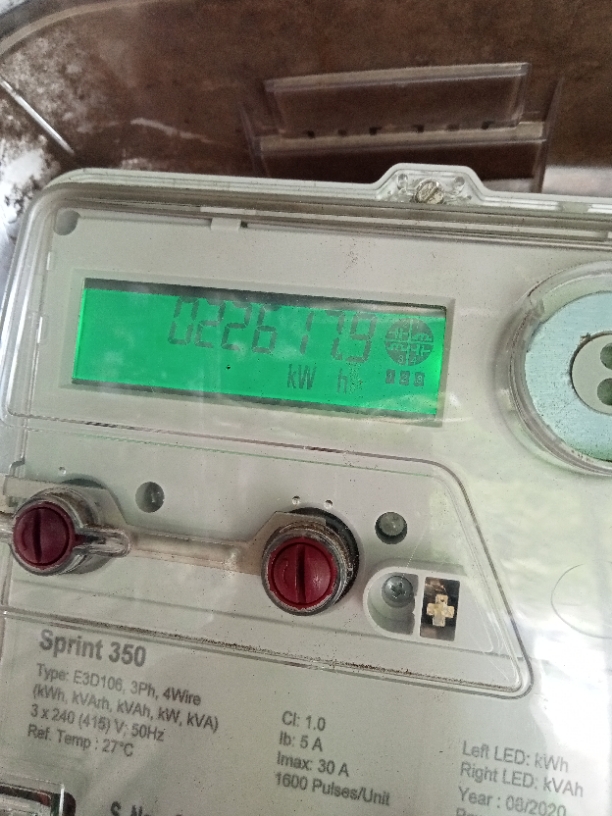 022617.9
kW h
Sprint 350
Type: E3D106, 3Ph, 4Wire
(kWh, kVArh, kVAh, kW, kVA)
3 x 240 (415) V; 50Hz
Ref. Temp : 27°C
Cl: 1.0
Ib: 5 A
Imax: 30 A
1600 Pulses/Unit
Left LED: kWh
Right LED: kVAh
Year : 08/2020